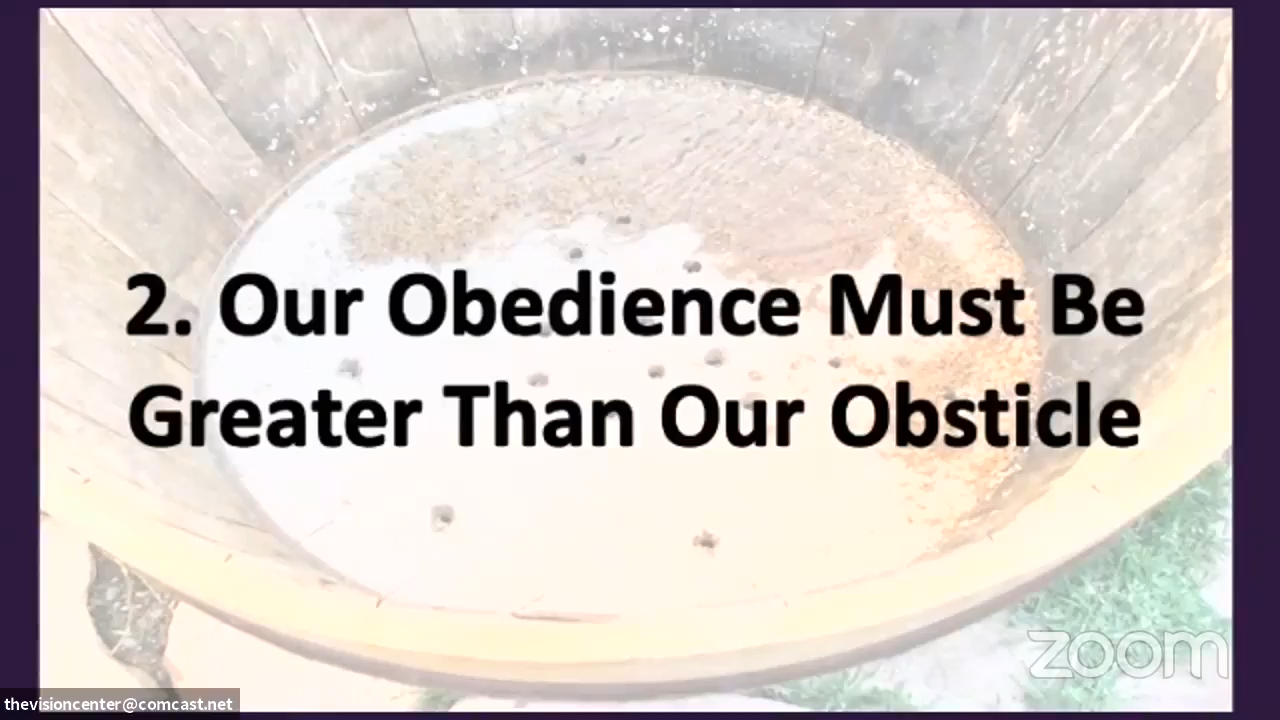 2. Our Obedience Must Be
Greater Than Our Obsticle
zoom
thevisioncenter@comcast.net